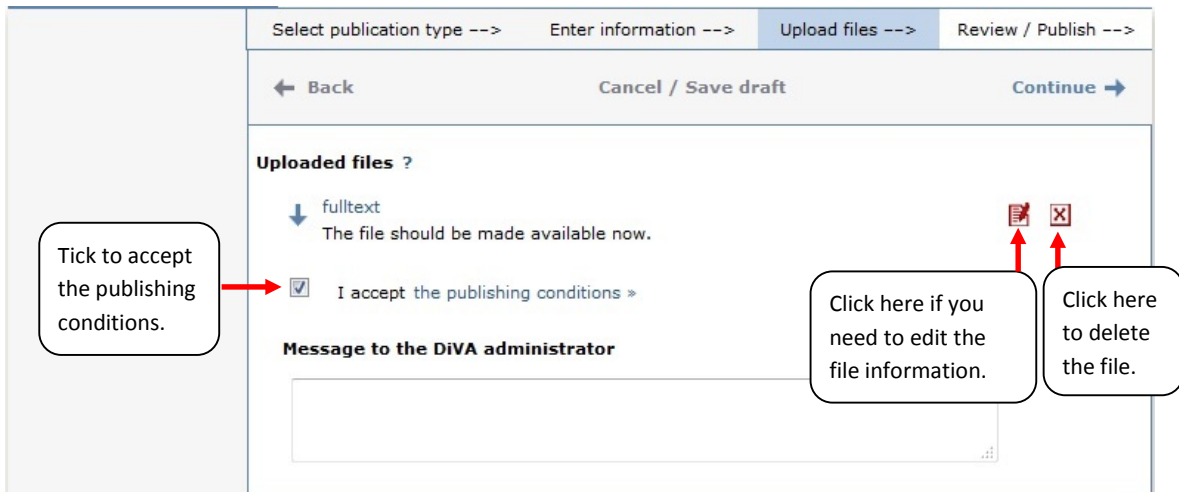 Select publication type --> Enter information --> Upload files --> Review / Publish -->
Back Cancel / Save draft Continue
Uploaded files ?
fulltext
The file should be made available now.
Tick to accept
the publishing
conditions.
I accept the publishing conditions »
Click here if you
need to edit the
file information.
Click here
to delete
the file.
Message to the DiVA administrator